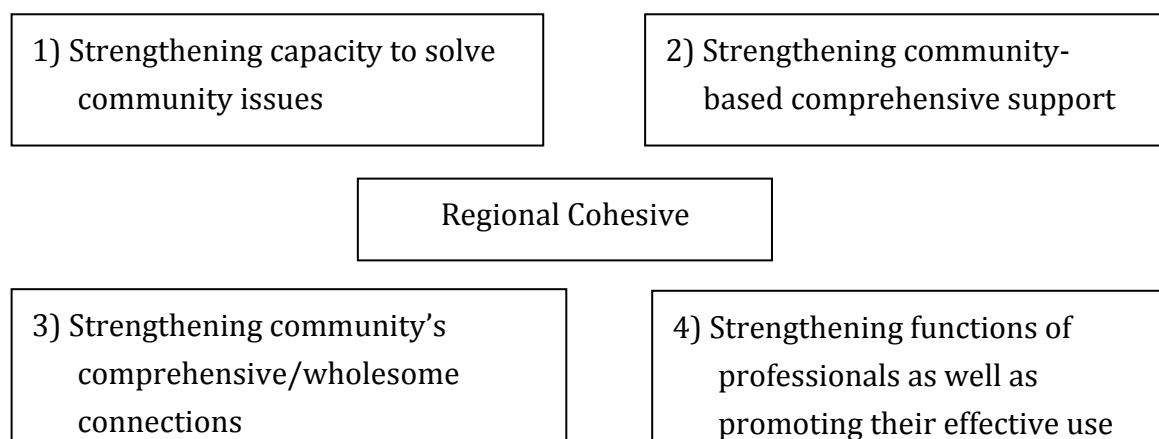 1) Strengthening capacity to solve
community issues
2) Strengthening community-
based comprehensive support
Regional Cohesive
3) Strengthening community’s
comprehensive/wholesome
connections
4) Strengthening functions of
professionals as well as
promoting their effective use